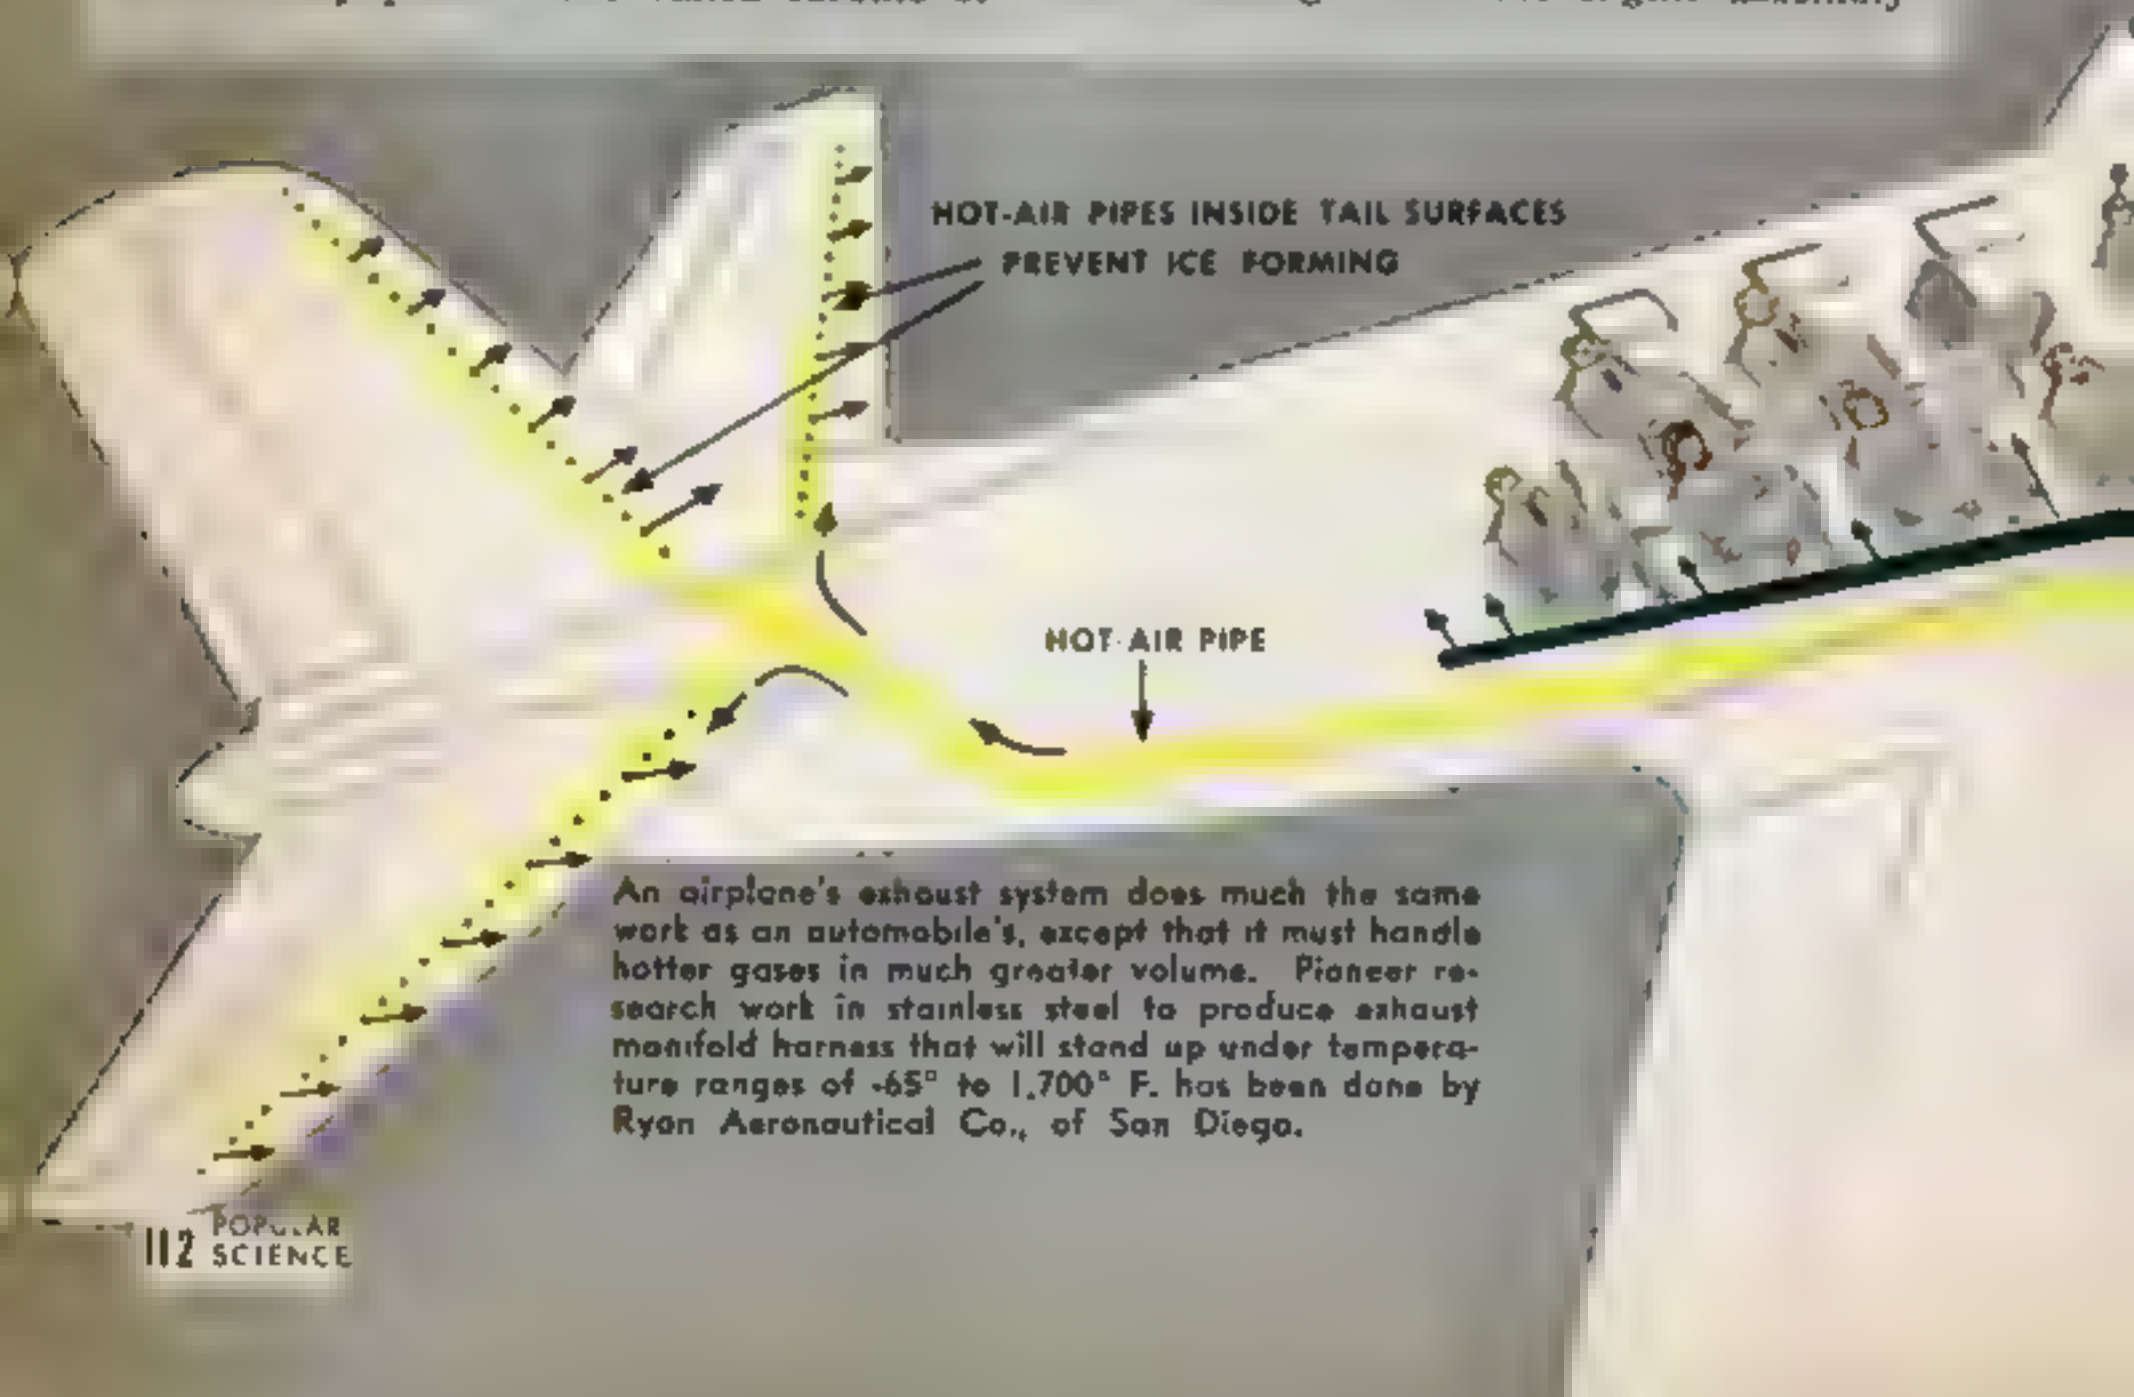 HOT-AIR PIPES INSIDE TAIL SURFACES
PREVENT ICE FORMING
HOT-AIR PIPE
An airplane's exhaust system does much the same
work as an automobile's, except that it must handle
hotter gases in much greater volume. Pioneer re-
search work in stainless steel to produce exhaust
manifold harness that will stand up under tempera-
ture ranges of -65° to 1,700° F. has been done by
Ryan Aeronautical Co., of San Diego.
112 POPULAR
SCIENCE